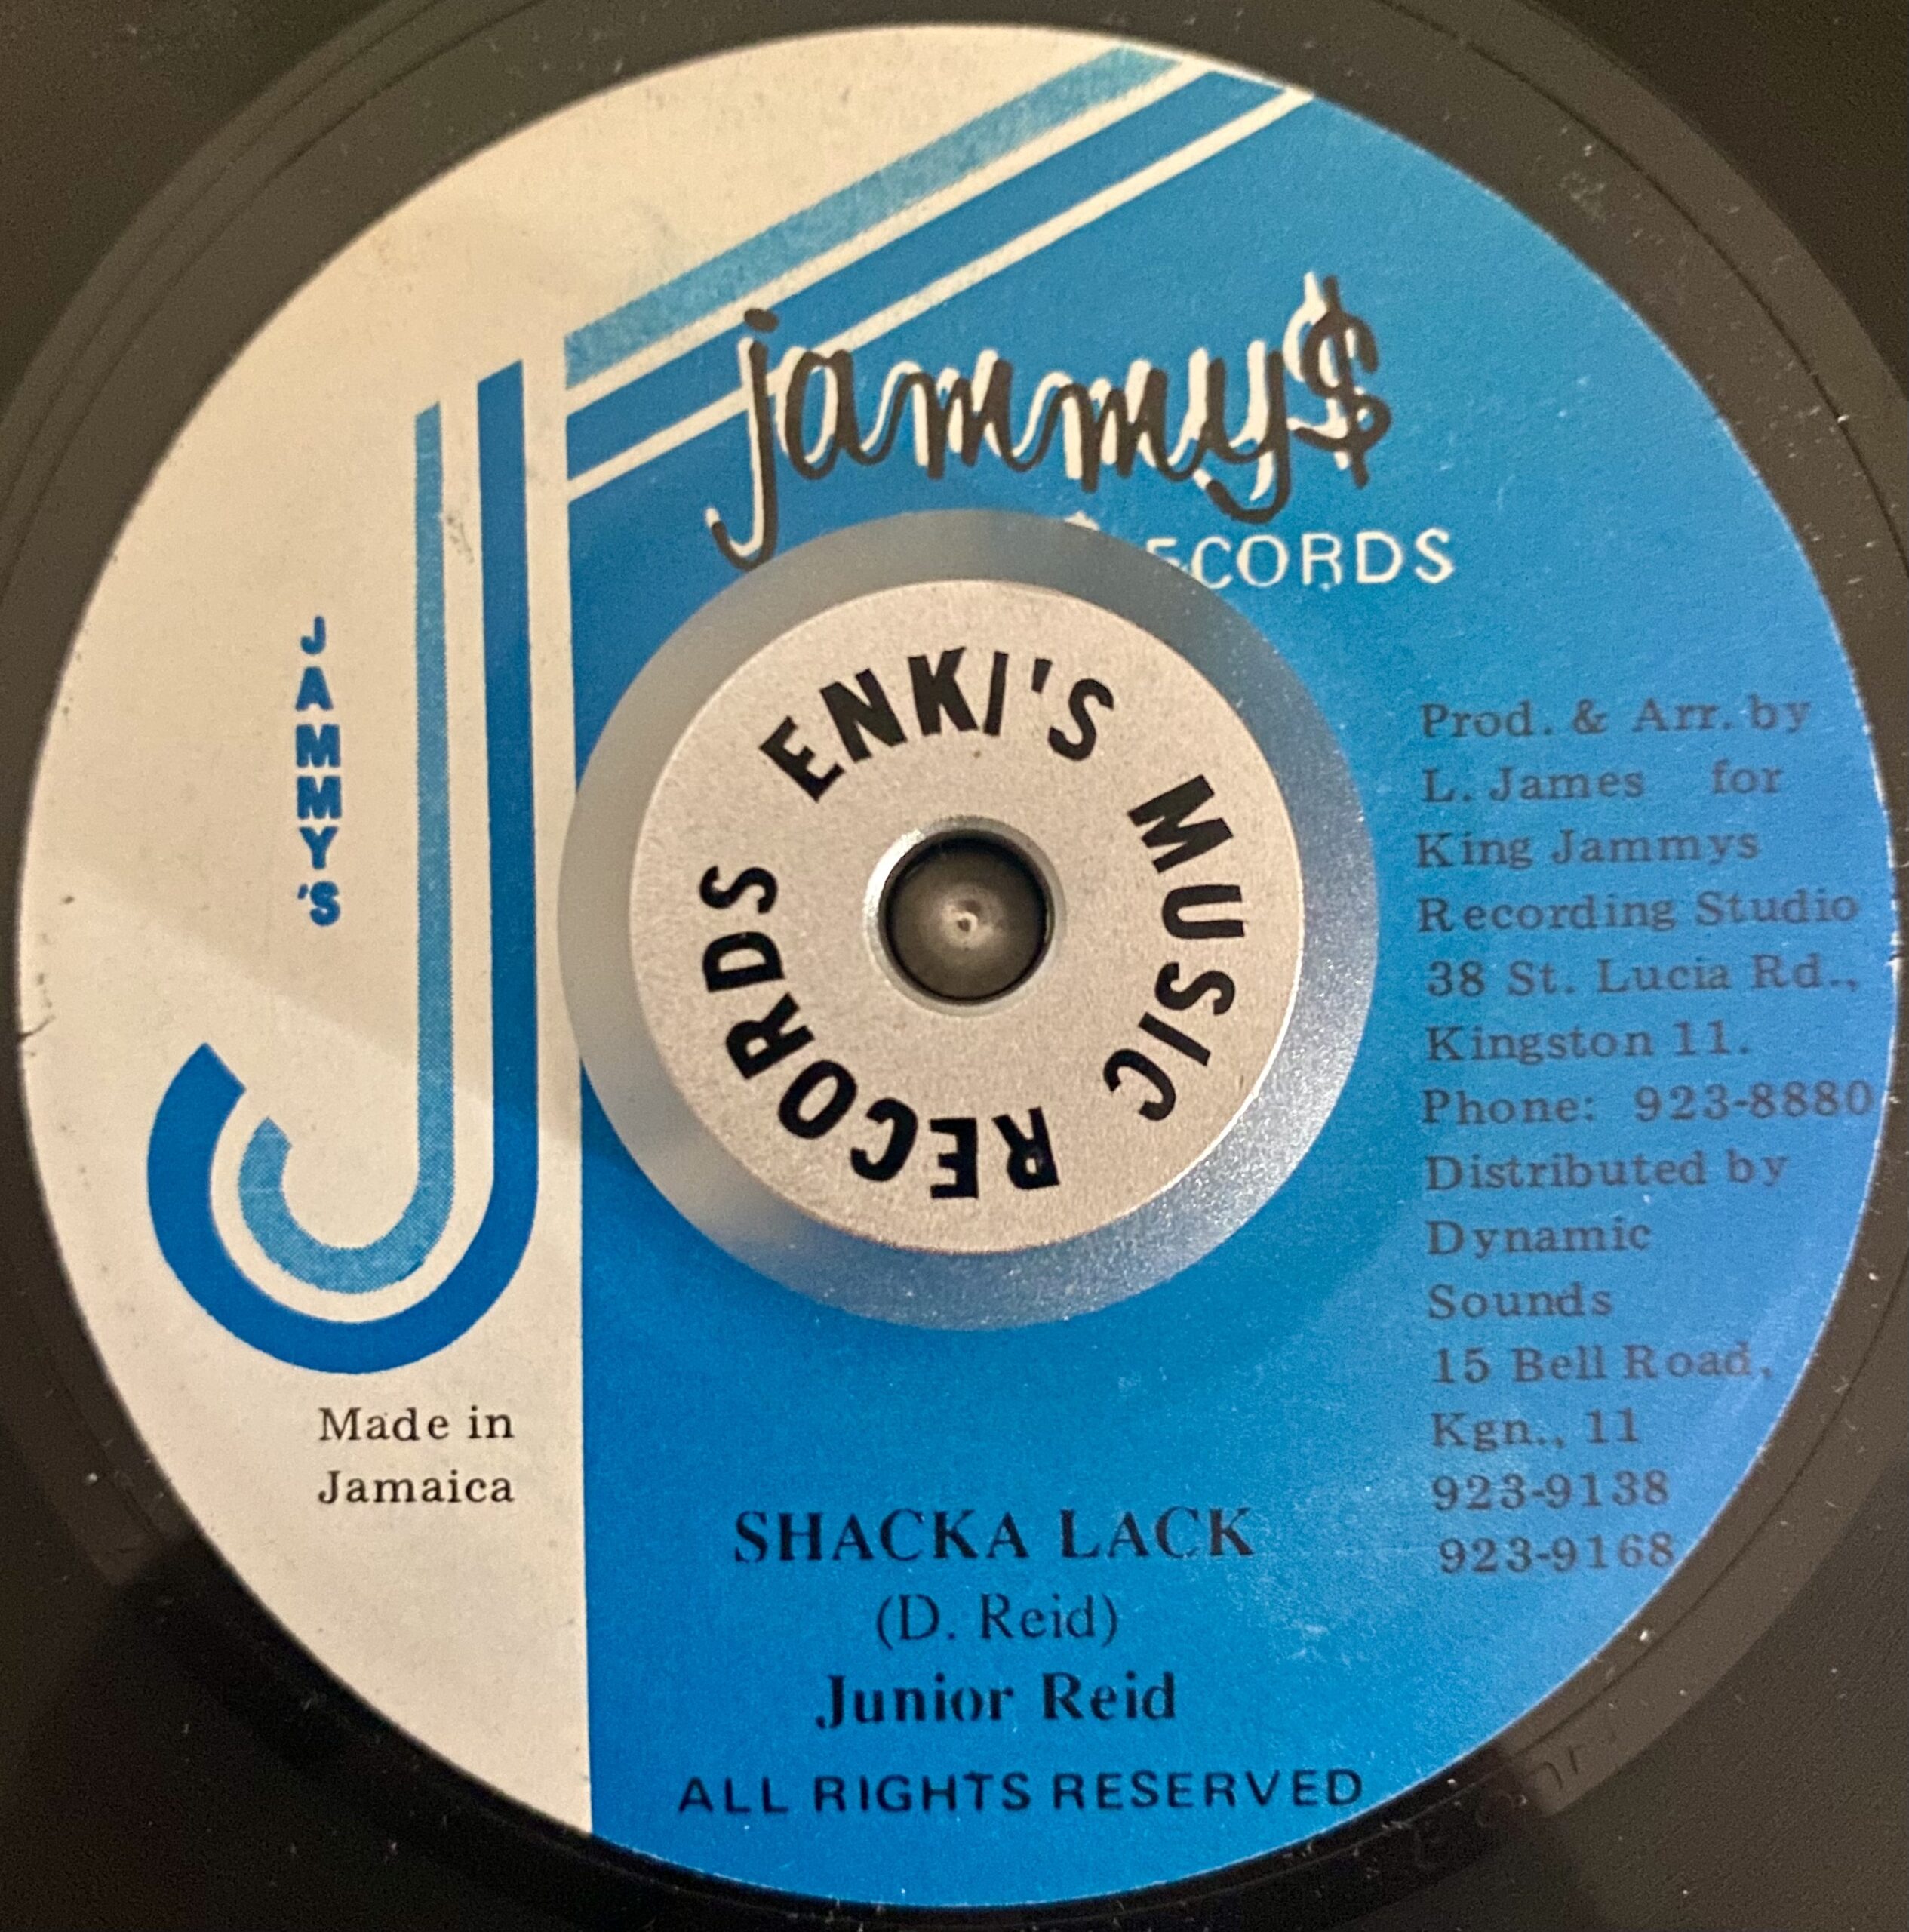 jammy$
ECORDS
JAMMY'S
ENKI'S MUSIC RECORDS
Prod. & Arr. by
L. James for
King Jammys
Recording Studio
38 St. Lucia Rd.,
Kingston 11.
Phone: 923-8880
Distributed by
Dynamic
Sounds
15 Bell Road,
Kgn., 11
923-9138
923-9168
Made in
Jamaica
SHACKA LACK
(D. Reid)
Junior Reid
ALL RIGHTS RESERVED